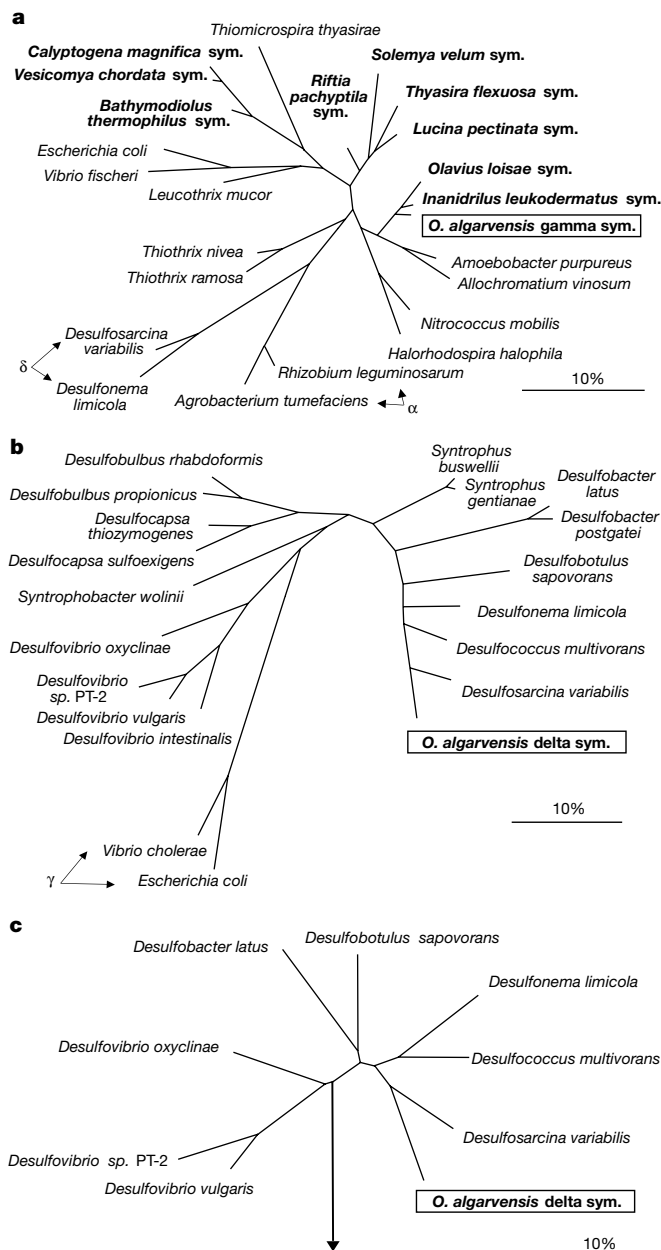 a
Thiomicrospira thyasirae
Calyptogena magnifica sym.
Solemya velum sym.
Vesicomya chordata sym.
Riftia
pachyptila
sym.
Thyasira flexuosa sym.
Bathymodiolus
thermophilus sym.
Lucina pectinata sym.
Escherichia coli
Vibrio fischeri
Leucothrix mucor
Olavius loisae sym.
Inanidrilus leukodermatus sym.
O. algarvensis gamma sym.
Thiothrix nivea
Thiothrix ramosa
Amoebobacter purpureus
Allochromatium vinosum
Nitrococcus mobilis
Desulfosarcina
variabilis
δ
Halorhodospira halophila
Rhizobium leguminosarum
Desulfonema
limicola
Agrobacterium tumefaciens
α
10%
b
Desulfobulbus rhabdoformis
Syntrophus
buswellii
Syntrophus
gentianae
Desulfobacter
latus
Desulfobulbus propionicus
Desulfocapsa
thiozymogenes
Desulfobacter
postgatei
Desulfocapsa sulfoexigens
Desulfobotulus
sapovorans
Syntrophobacter wolinii
Desulfonema limicola
Desulfovibrio oxyclinae
Desulfococcus multivorans
Desulfovibrio
sp. PT-2
Desulfosarcina variabilis
Desulfovibrio vulgaris
Desulfovibrio intestinalis
O. algarvensis delta sym.
10%
Vibrio cholerae
γ
Escherichia coli
c
Desulfobotulus sapovorans
Desulfobacter latus
Desulfonema limicola
Desulfovibrio oxyclinae
Desulfococcus multivorans
Desulfosarcina variabilis
Desulfovibrio sp. PT-2
Desulfovibrio vulgaris
O. algarvensis delta sym.
10%